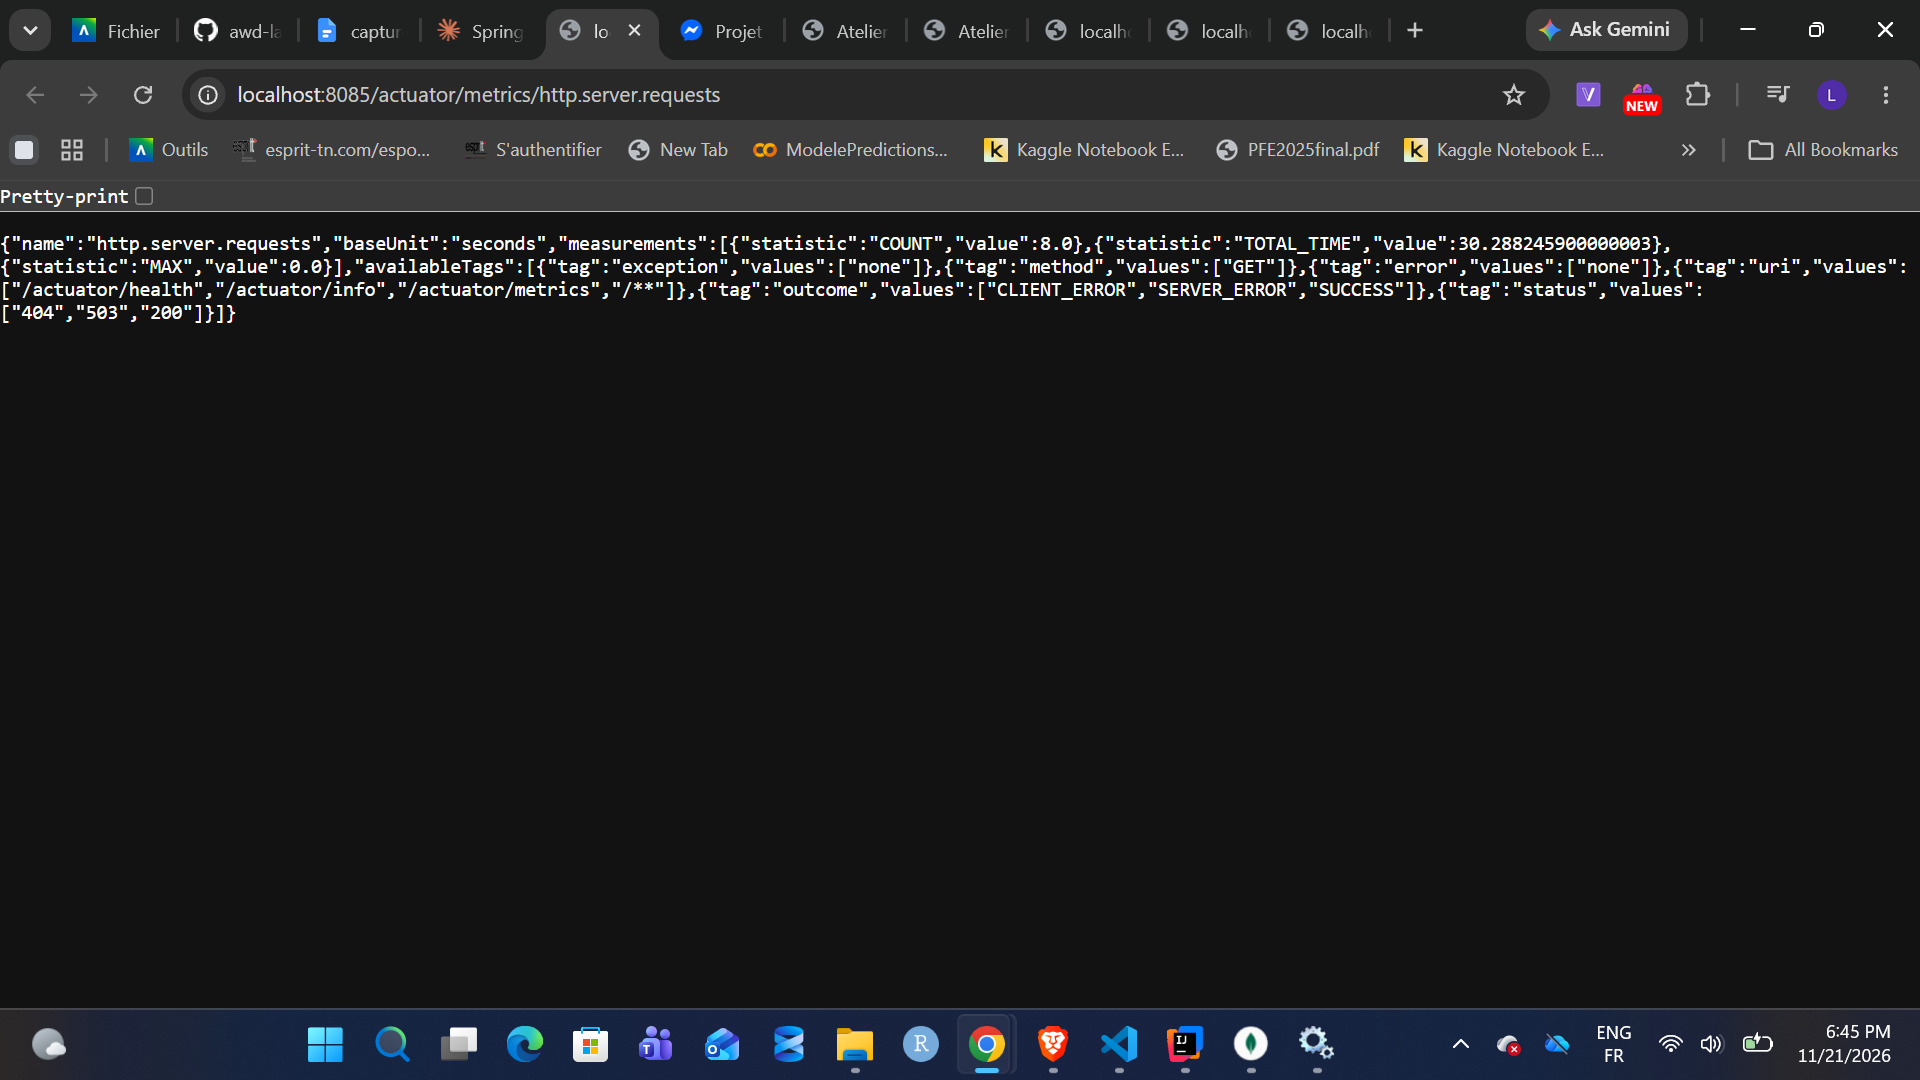 Fichier
awd-la
captur
Spring
lo
Projet
Atelier
Atelier
localh
localh
localh
Ask Gemini
localhost:8085/actuator/metrics/http.server.requests
NEW
L
Outils
esprit-tn.com/espo...
S'authentifier
New Tab
ModelePredictions...
Kaggle Notebook E...
PFE2025final.pdf
Kaggle Notebook E...
All Bookmarks
Pretty-print
{"name":"http.server.requests","baseUnit":"seconds","measurements":[{"statistic":"COUNT","value":8.0},{"statistic":"TOTAL_TIME","value":30.288245900000003},
{"statistic":"MAX","value":0.0}],"availableTags":[{"tag":"exception","values":["none"]},{"tag":"method","values":["GET"]},{"tag":"error","values":["none"]},{"tag":"uri","values":
["/actuator/health","/actuator/info","/actuator/metrics","/**"]},{"tag":"outcome","values":["CLIENT_ERROR","SERVER_ERROR","SUCCESS"]},{"tag":"status","values":
["404","503","200"]}]}
ENG
FR
6:45 PM
11/21/2026